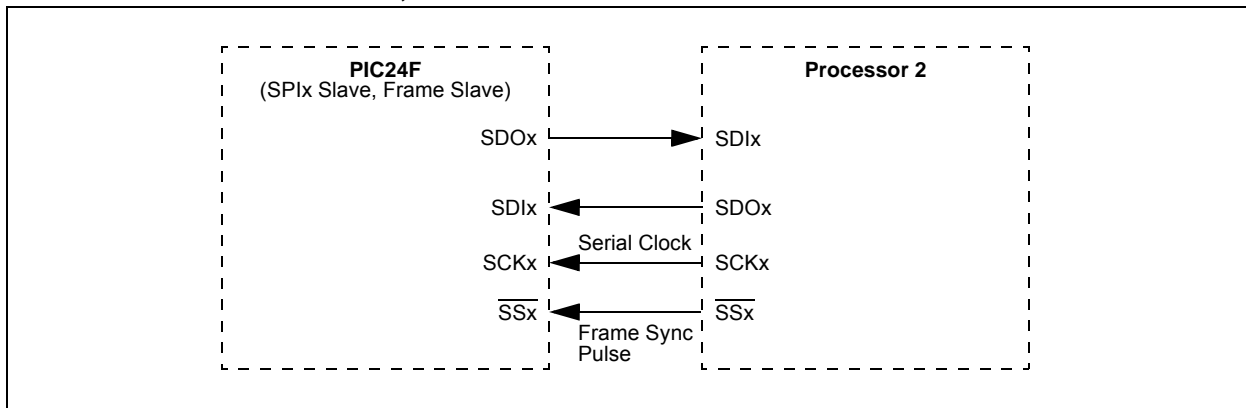 PIC24F
(SPIx Slave, Frame Slave)
Processor 2
SDOx
SDIx
SDIx
SDOx
Serial Clock
SCKx
SCKx
SSx
SSx
Frame Sync
Pulse